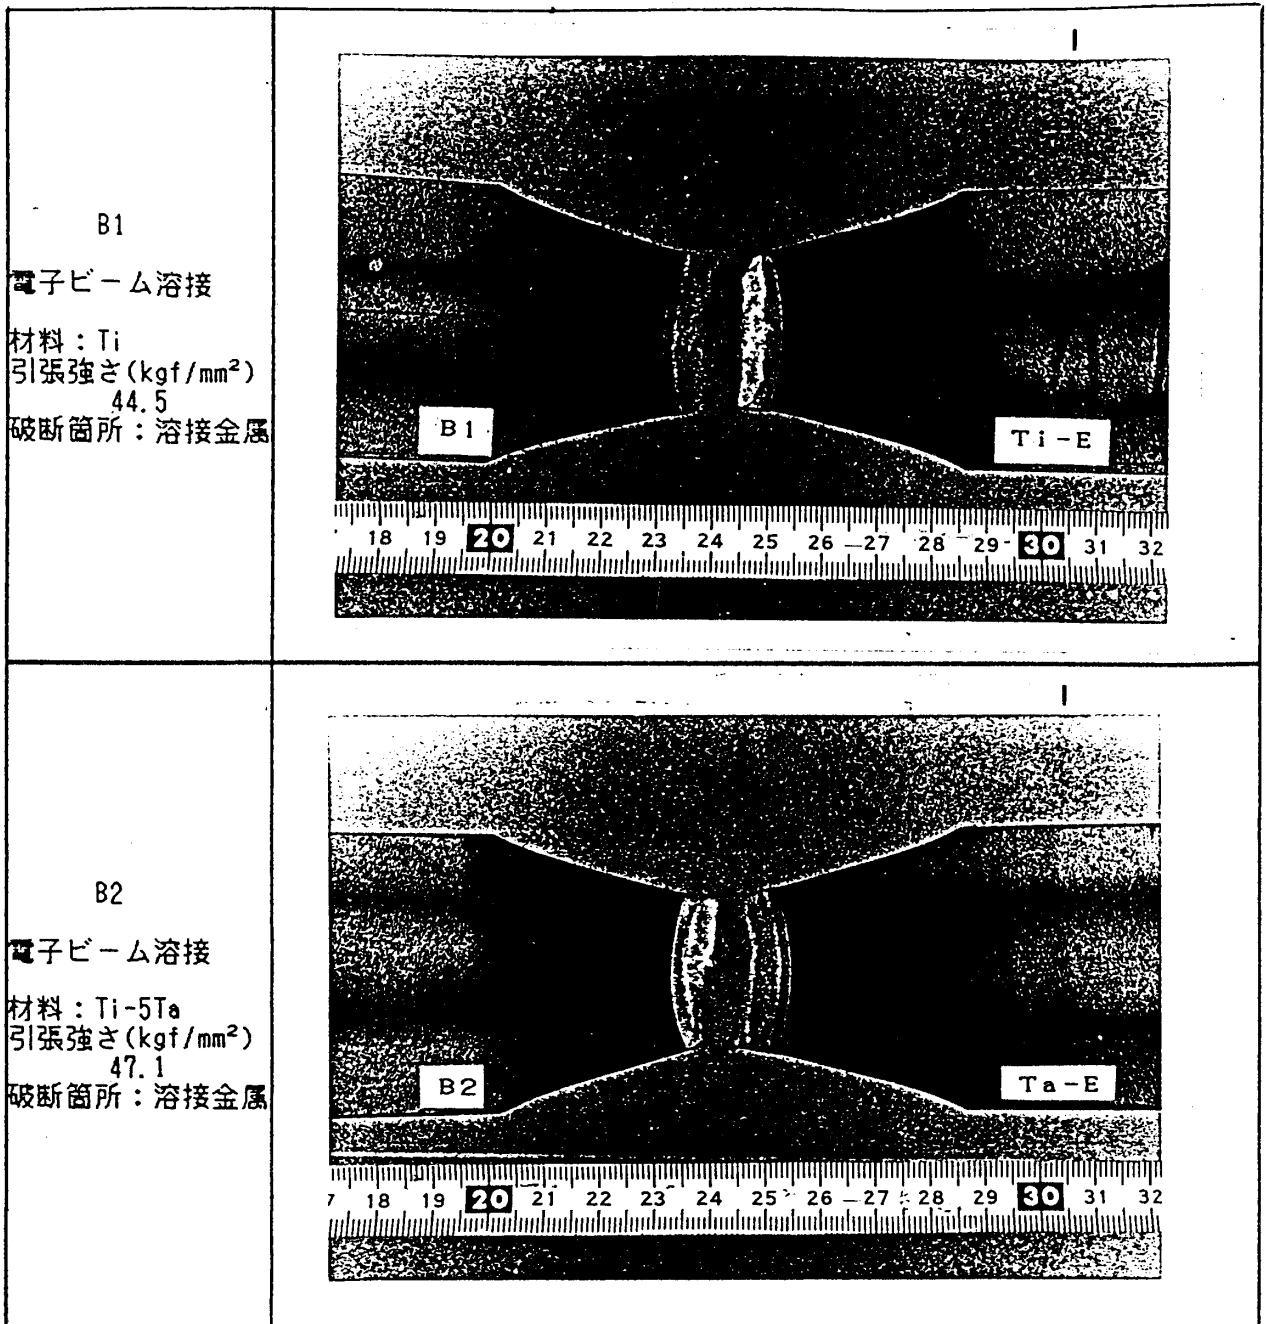 B1
電子ビーム溶接
材料：Ti
引張強さ(kgf/mm²)
44.5
破断箇所：溶接金属
B1
Ti-E
18 19 20 21 22 23 24 25 26 27 28 29 30 31 32
B2
電子ビーム溶接
材料：Ti-5Ta
引張強さ(kgf/mm²)
47.1
破断箇所：溶接金属
B2
Ta-E
7 18 19 20 21 22 23 24 25 26 27 28 29 30 31 32